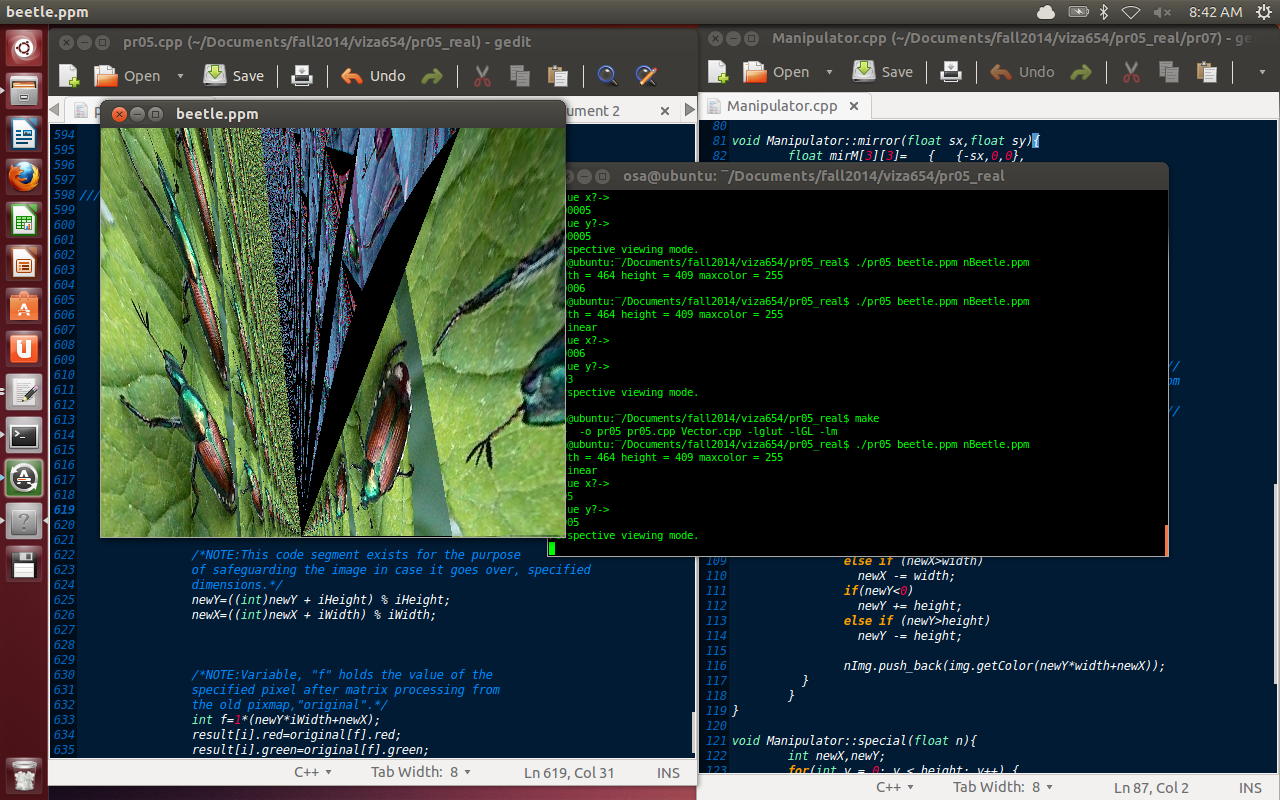 beetle.ppm
8:42 AM
pr05.cpp (~/Documents/fall2014/viza654/pr05_real) - gedit
Open
Save
Undo
ument 2
594
595
596
597
598 ///
599
600
601
602
603
604
605
606
607
608
609
610
611
612
613
614
615
616
617
618
619
620
621
622 /*NOTE:This code segment exists for the purpose
623 of safeguarding the image in case it goes over, specified
624 dimensions.*/
625 newY=((int)newY + iHeight) % iHeight;
626 newX=((int)newX + iWidth) % iWidth;
627
628
629
630 /*NOTE:Variable, "f" holds the value of the
631 specified pixel after matrix processing from
632 the old pixmap,"original".*/
633 int f=1*(newY*iWidth+newX);
634 result[i].red=original[f].red;
635 result[i].green=original[f].green;
C++
Tab Width: 8
Ln 619, Col 31
INS
beetle.ppm
Manipulator.cpp (~/Documents/fall2014/viza654/pr05_real/pr07) - ge
Open
Save
Undo
Manipulator.cpp
80
81 void Manipulator::mirror(float sx,float sy){
82 float mirM[3][3]= { {-sx,0,0},
//
om
//
osa@ubuntu: ~/Documents/fall2014/viza654/pr05_real
ue x?->
0005
ue y?->
0005
spective viewing mode.
@ubuntu:~/Documents/fall2014/viza654/pr05_real$ ./pr05 beetle.ppm nBeetle.ppm
th = 464 height = 409 maxcolor = 255
006
@ubuntu:~/Documents/fall2014/viza654/pr05_real$ ./pr05 beetle.ppm nBeetle.ppm
th = 464 height = 409 maxcolor = 255
inear
ue x?->
006
ue y?->
3
rspective viewing mode.
@ubuntu:~/Documents/fall2014/viza654/pr05_real$ make
-o pr05 pr05.cpp Vector.cpp -lglut -lGL -lm
@ubuntu:~/Documents/fall2014/viza654/pr05_real$ ./pr05 beetle.ppm nBeetle.ppm
th = 464 height = 409 maxcolor = 255
inear
ue x?->
5
ue y?->
05
spective viewing mode.
109 else if (newX>width)
110 newX -= width;
111 if(newY<0)
112 newY += height;
113 else if (newY>height)
114 newY -= height;
115
116 nImg.push_back(img.getColor(newY*width+newX));
117 }
118 }
119 }
120
121 void Manipulator::special(float n){
122 int newX,newY;
123 for(int y = 0; y < height; y++) {
C++
Tab Width: 8
Ln 87, Col 2
INS